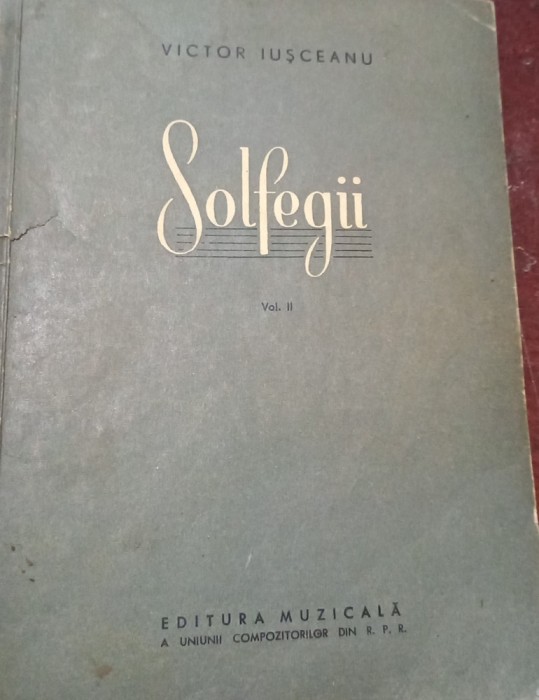 VICTOR IUȘCEANU
Solfegii
Vol. II
EDITURA MUZICALĂ
A UNIUNII COMPOZITORILOR DIN R. P. R.